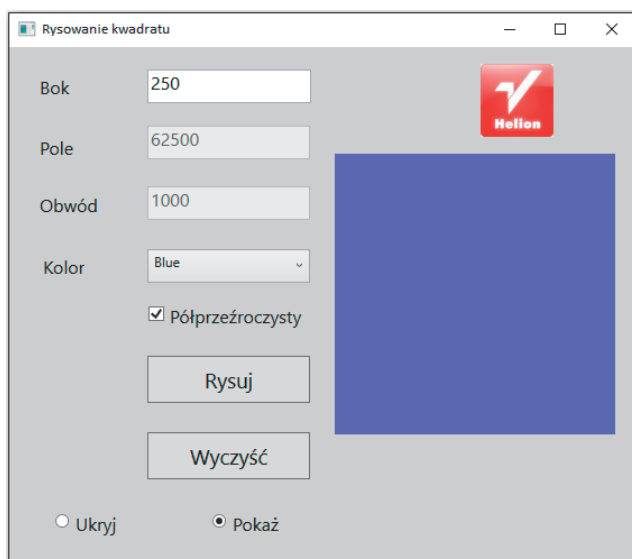 Rysowanie kwadratu
Helion
Bok 250
Pole 62500
Obwód 1000
Kolor Blue
Półprzeźroczysty
Rysuj
Wyczyść
Ukryj Pokaż